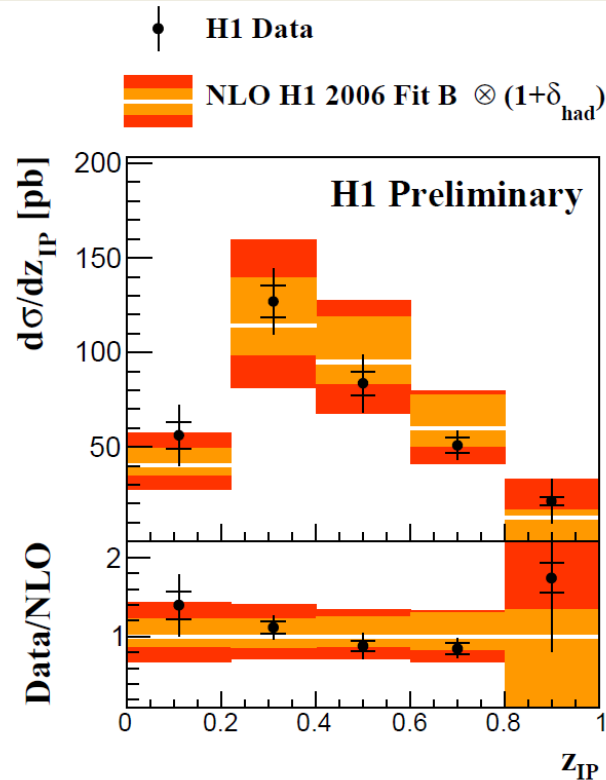 H1 Data
NLO H1 2006 Fit B ⊗ (1+δhad)
H1 Preliminary
dσ/dzIP [pb]
200
150
100
50
Data/NLO
2
1
0 0.2 0.4 0.6 0.8 1
zIP